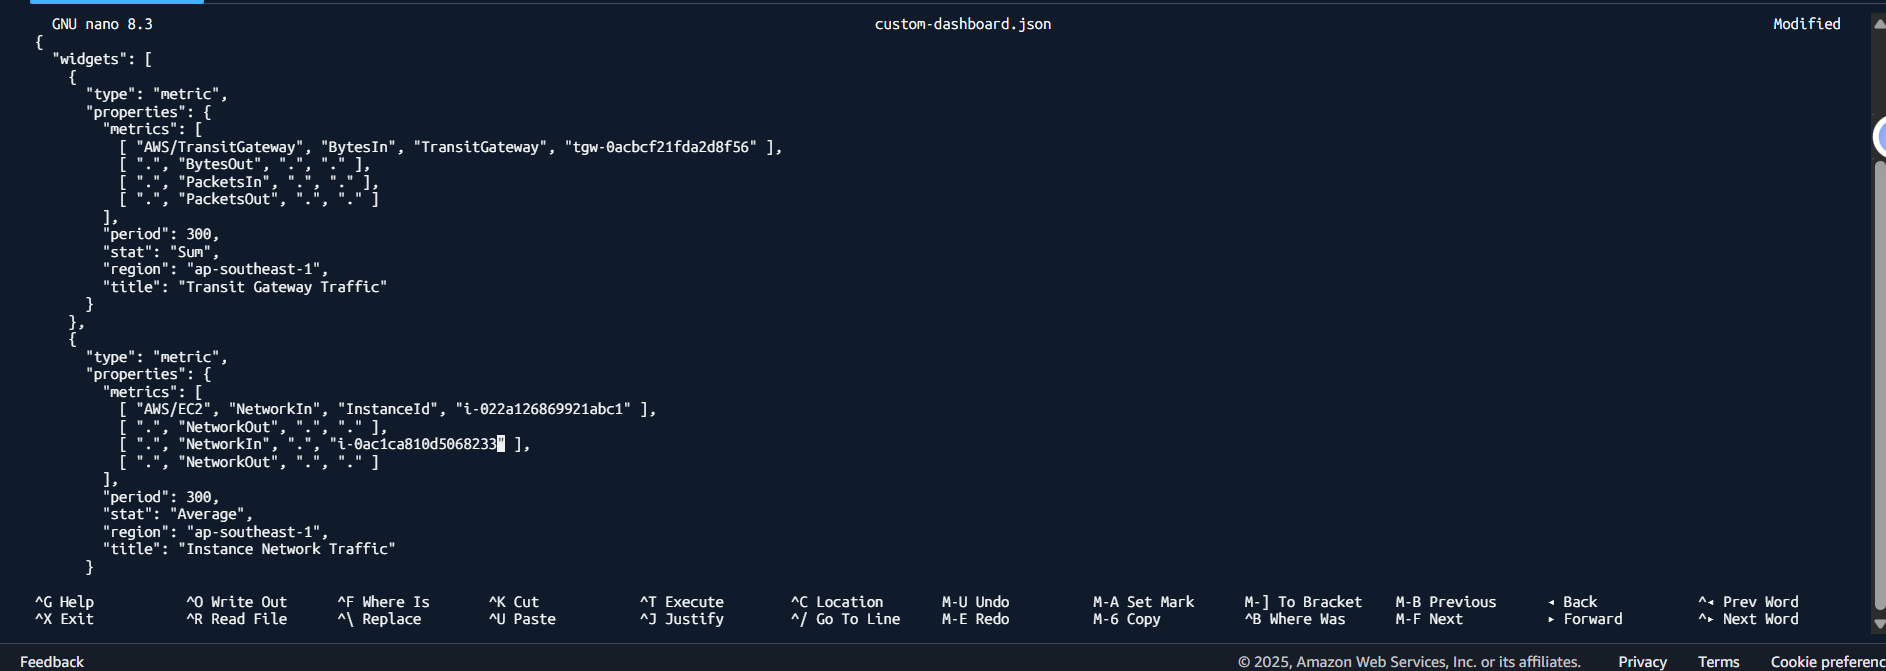 GNU nano 8.3 custom-dashboard.json Modified
{
  "widgets": [
    {
      "type": "metric",
      "properties": {
        "metrics": [
          [ "AWS/TransitGateway", "BytesIn", "TransitGateway", "tgw-0acbcf21fda2d8f56" ],
          [ ".", "BytesOut", ".", "." ],
          [ ".", "PacketsIn", ".", "." ],
          [ ".", "PacketsOut", ".", "." ]
        ],
        "period": 300,
        "stat": "Sum",
        "region": "ap-southeast-1",
        "title": "Transit Gateway Traffic"
      }
    },
    {
      "type": "metric",
      "properties": {
        "metrics": [
          [ "AWS/EC2", "NetworkIn", "InstanceId", "i-022a126869921abc1" ],
          [ ".", "NetworkOut", ".", "." ],
          [ ".", "NetworkIn", ".", "i-0ac1ca810d5068233" ],
          [ ".", "NetworkOut", ".", "." ]
        ],
        "period": 300,
        "stat": "Average",
        "region": "ap-southeast-1",
        "title": "Instance Network Traffic"
      }
^G Help ^O Write Out ^F Where Is ^K Cut ^T Execute ^C Location M-U Undo M-A Set Mark M-] To Bracket M-B Previous ◂ Back ^◂ Prev Word
^X Exit ^R Read File ^\ Replace ^U Paste ^J Justify ^/ Go To Line M-E Redo M-6 Copy ^B Where Was M-F Next ▸ Forward ^▸ Next Word
Feedback © 2025, Amazon Web Services, Inc. or its affiliates. Privacy Terms Cookie preferenc